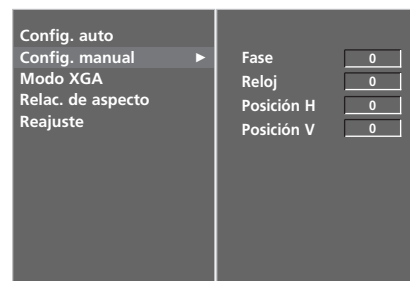 Config. auto
Config. manual ►
Modo XGA
Relac. de aspecto
Reajuste
Fase 0
Reloj 0
Posición H 0
Posición V 0